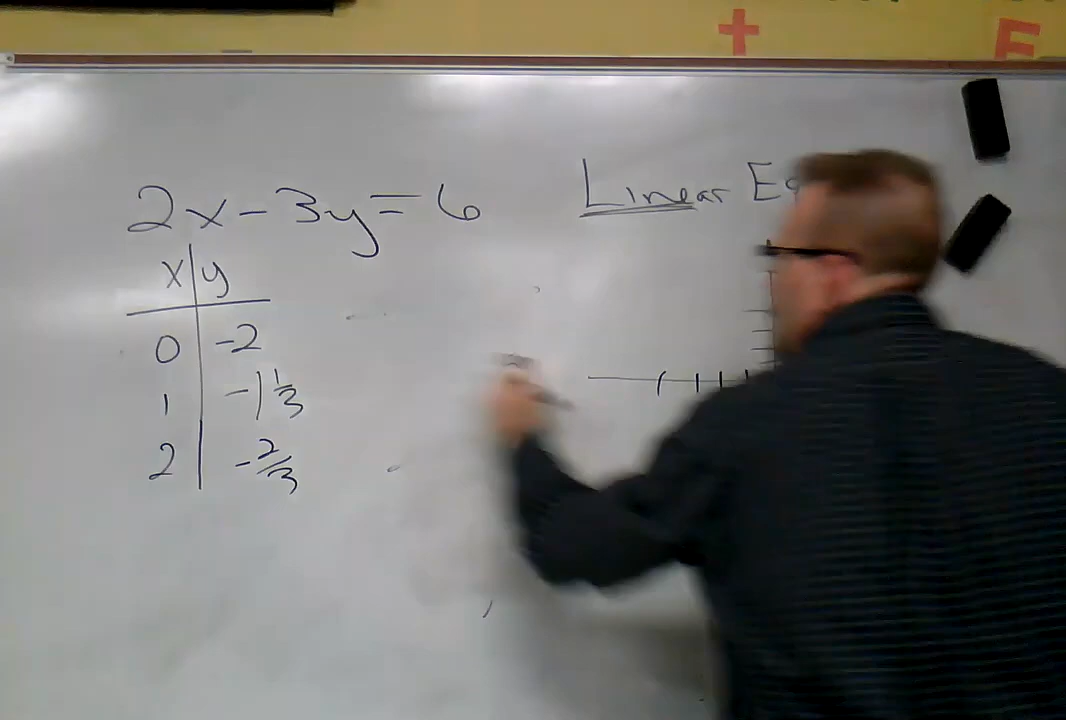 2x - 3y = 6
x y
0 -2
1 -1 1/3
2 -2/3
Linear
+
F